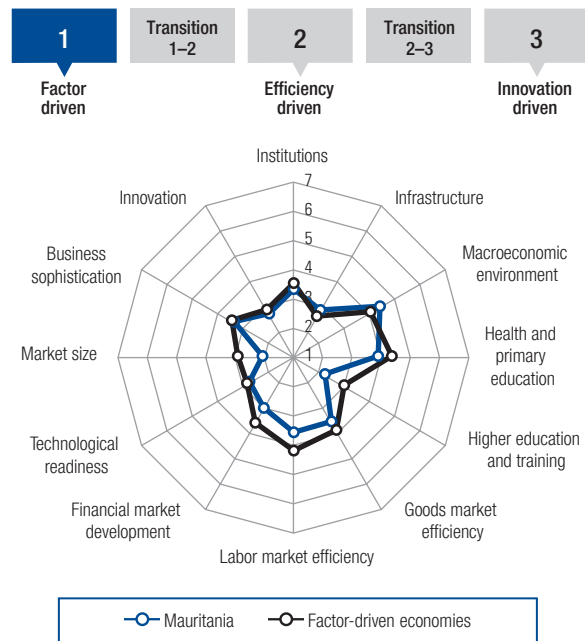 1
Transition
1–2
2
Transition
2–3
3
Factor
driven
Efficiency
driven
Innovation
driven
Institutions
7
Innovation
Infrastructure
6
5
Business
sophistication
Macroeconomic
environment
4
3
2
Market size
1
Health and
primary
education
Technological
readiness
Higher education
and training
Financial market
development
Goods market
efficiency
Labor market efficiency
Mauritania
Factor-driven economies